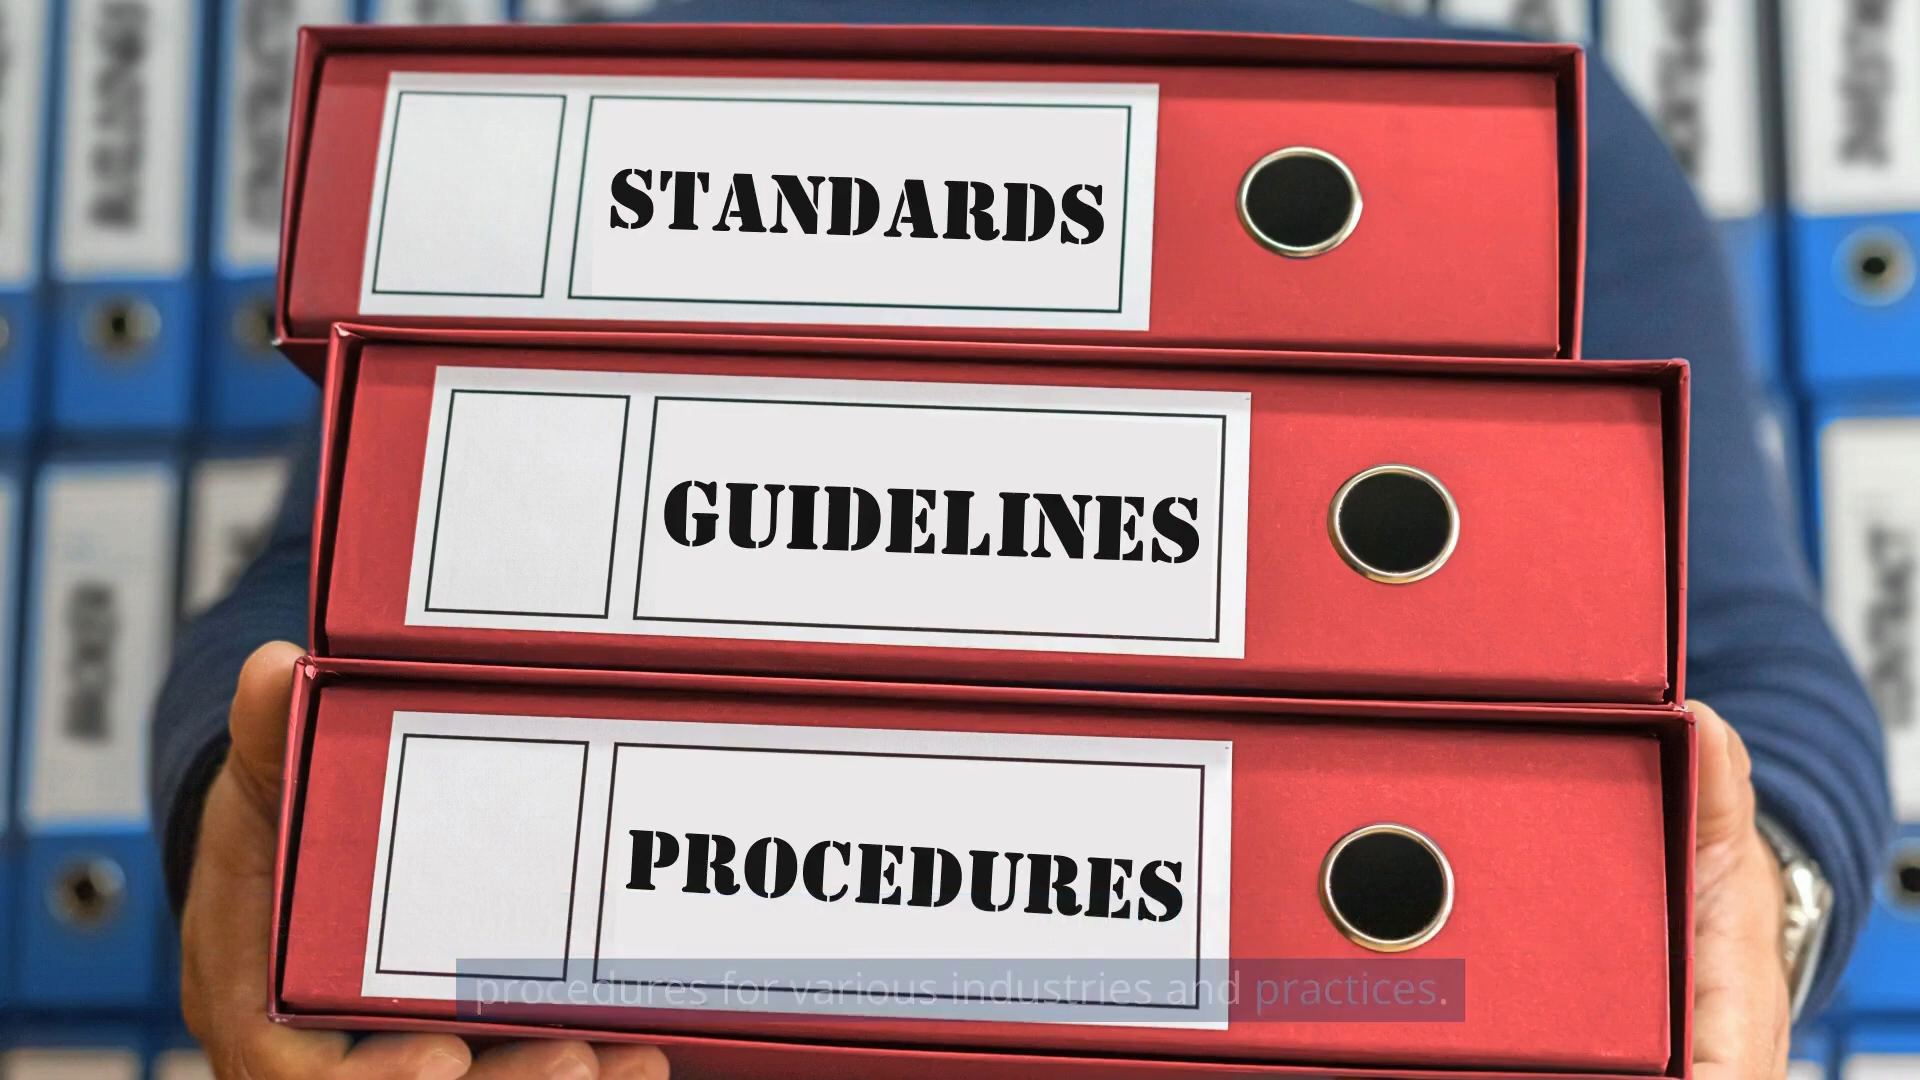 STANDARDS
GUIDELINES
PROCEDURES
procedures for various industries and practices.